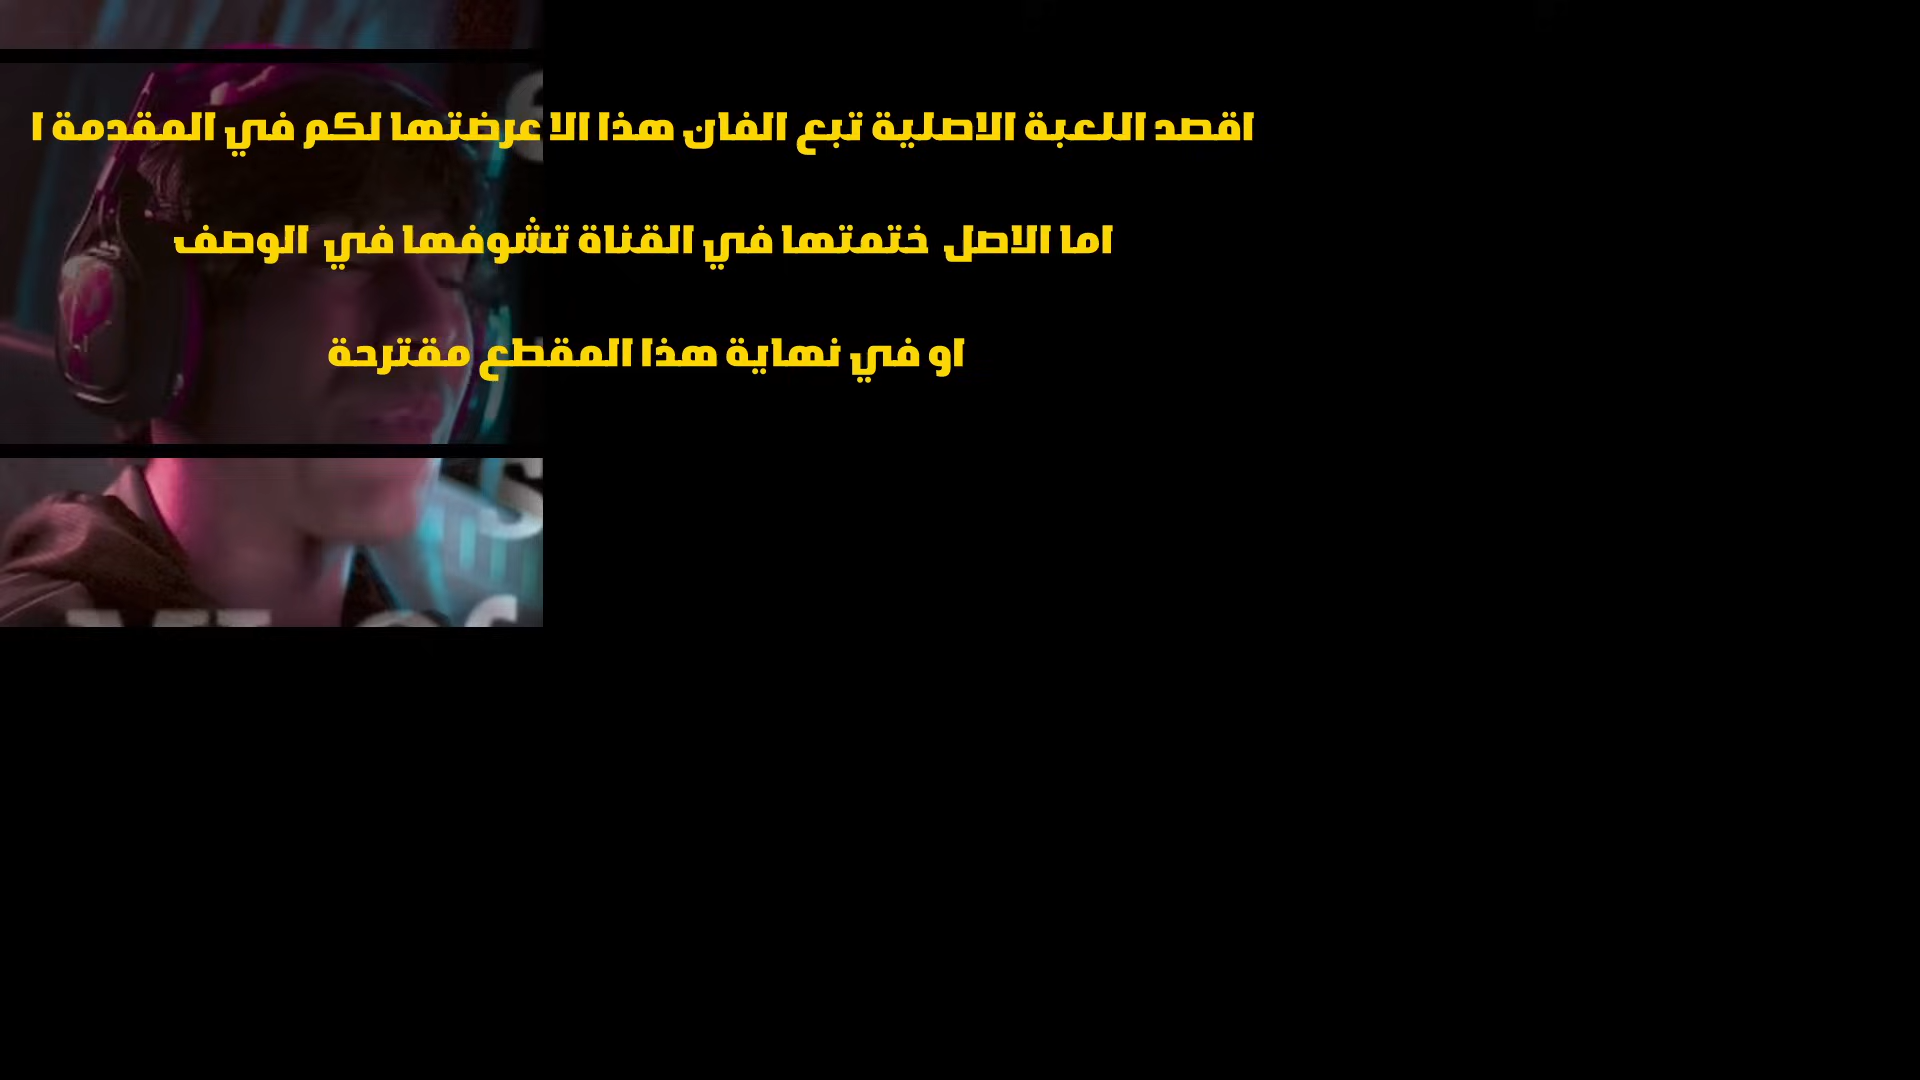 اقصد اللعبة الاصلية تبع الفان هذا الا عرضتها لكم في المقدمة ا
اما الاصل ختمتها في القناة تشوفها في الوصف
او في نهاية هذا المقطع مقترحة